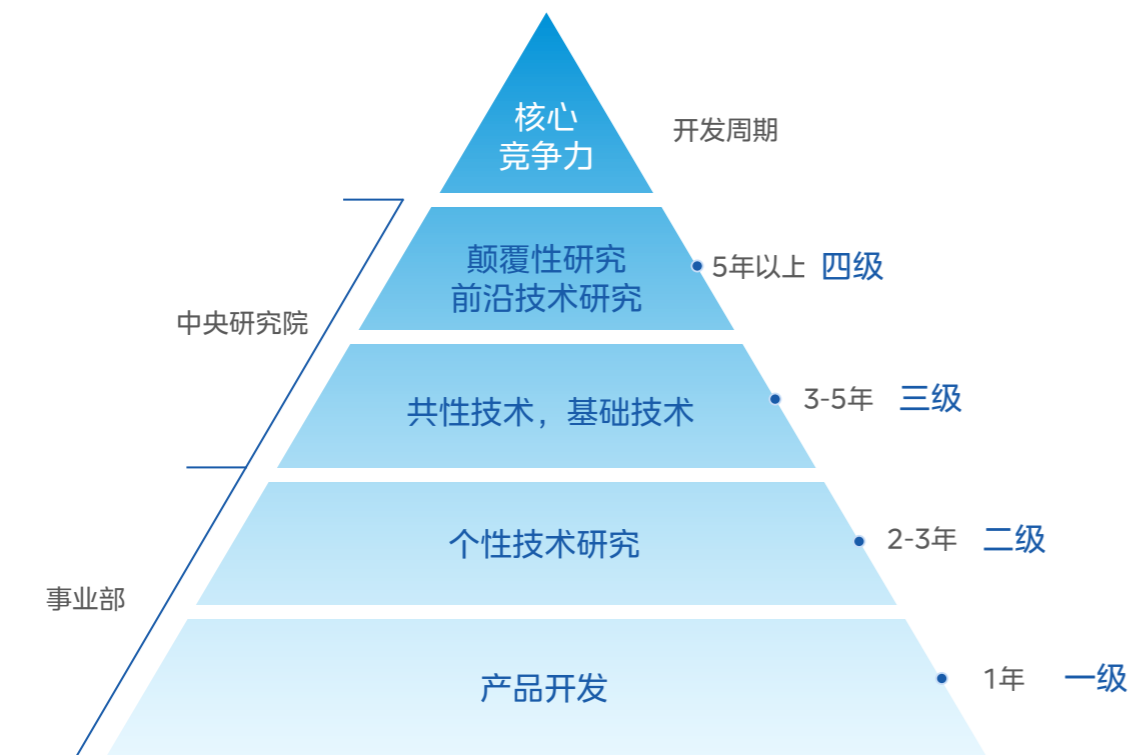 核心
竞争力
开发周期
颠覆性研究
前沿技术研究
5年以上 四级
中央研究院
共性技术，基础技术
3-5年 三级
个性技术研究
2-3年 二级
事业部
产品开发
1年 一级